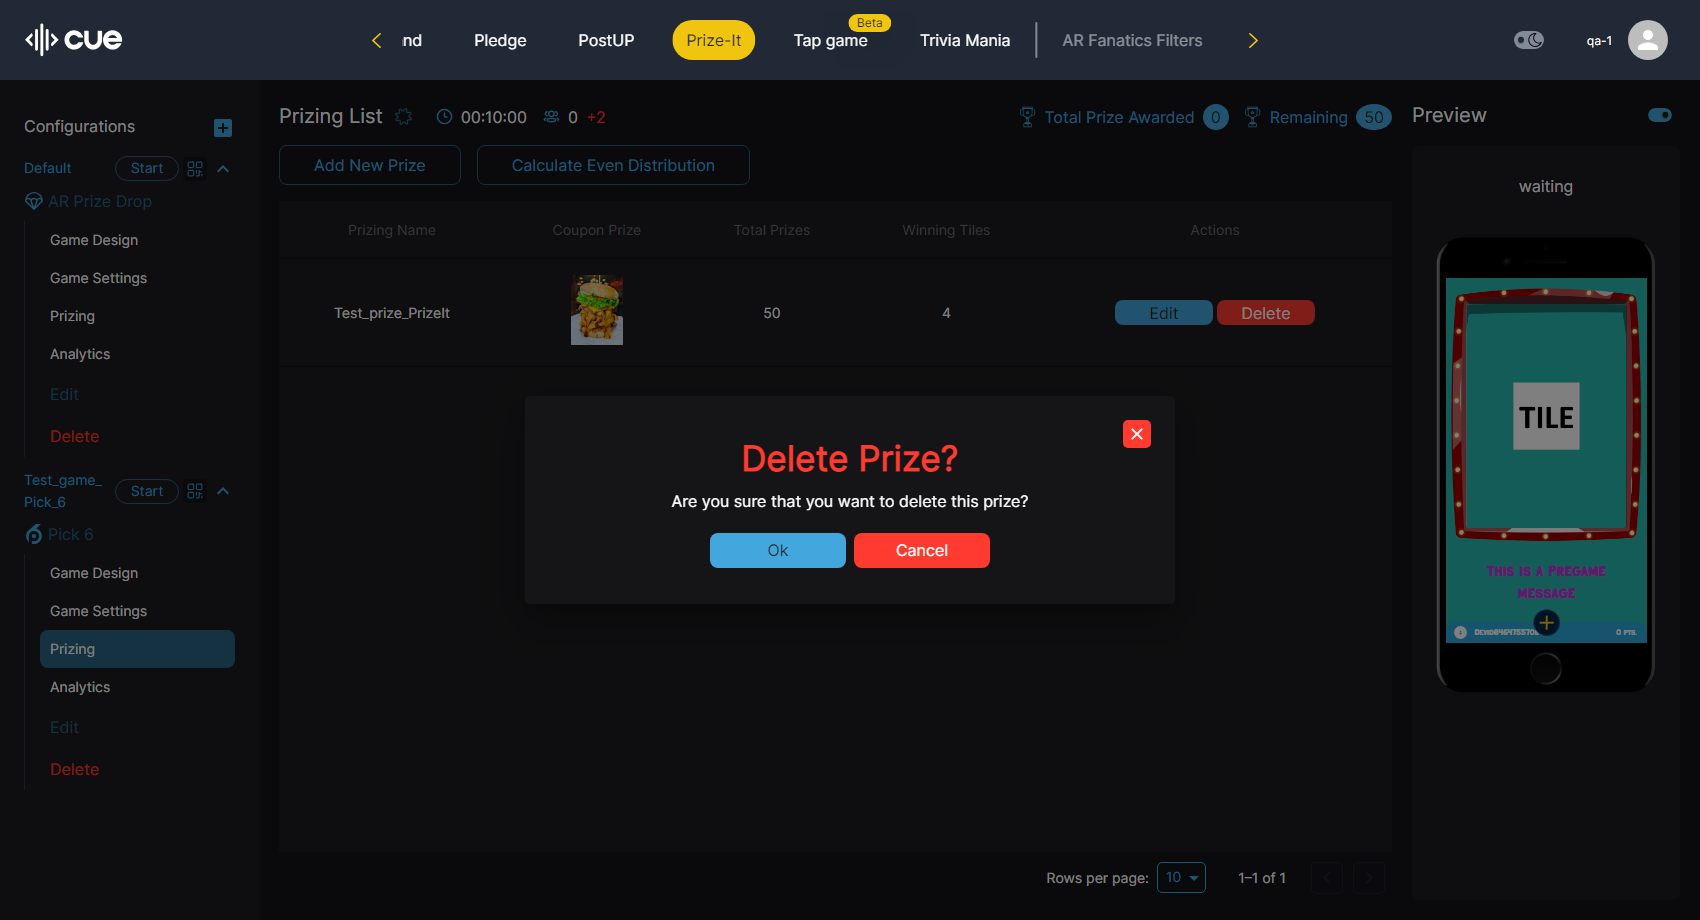 cue
nd
Pledge
PostUP
Prize-It
Beta
Tap game
Trivia Mania
AR Fanatics Filters
qa-1
Configurations
Default
Start
AR Prize Drop
Game Design
Game Settings
Prizing
Analytics
Edit
Delete
Test_game_
Pick_6
Start
Pick 6
Game Design
Game Settings
Prizing
Analytics
Edit
Delete
Prizing List
00:10:00
0 +2
Total Prize Awarded 0
Remaining 50
Add New Prize
Calculate Even Distribution
Prizing Name Coupon Prize Total Prizes Winning Tiles Actions
Test_prize_PrizeIt 50 4 Edit Delete
Delete Prize?
Are you sure that you want to delete this prize?
Ok
Cancel
Rows per page: 10 1–1 of 1
Preview
waiting
TILE
THIS IS A PREGAME
MESSAGE
0 PTS.